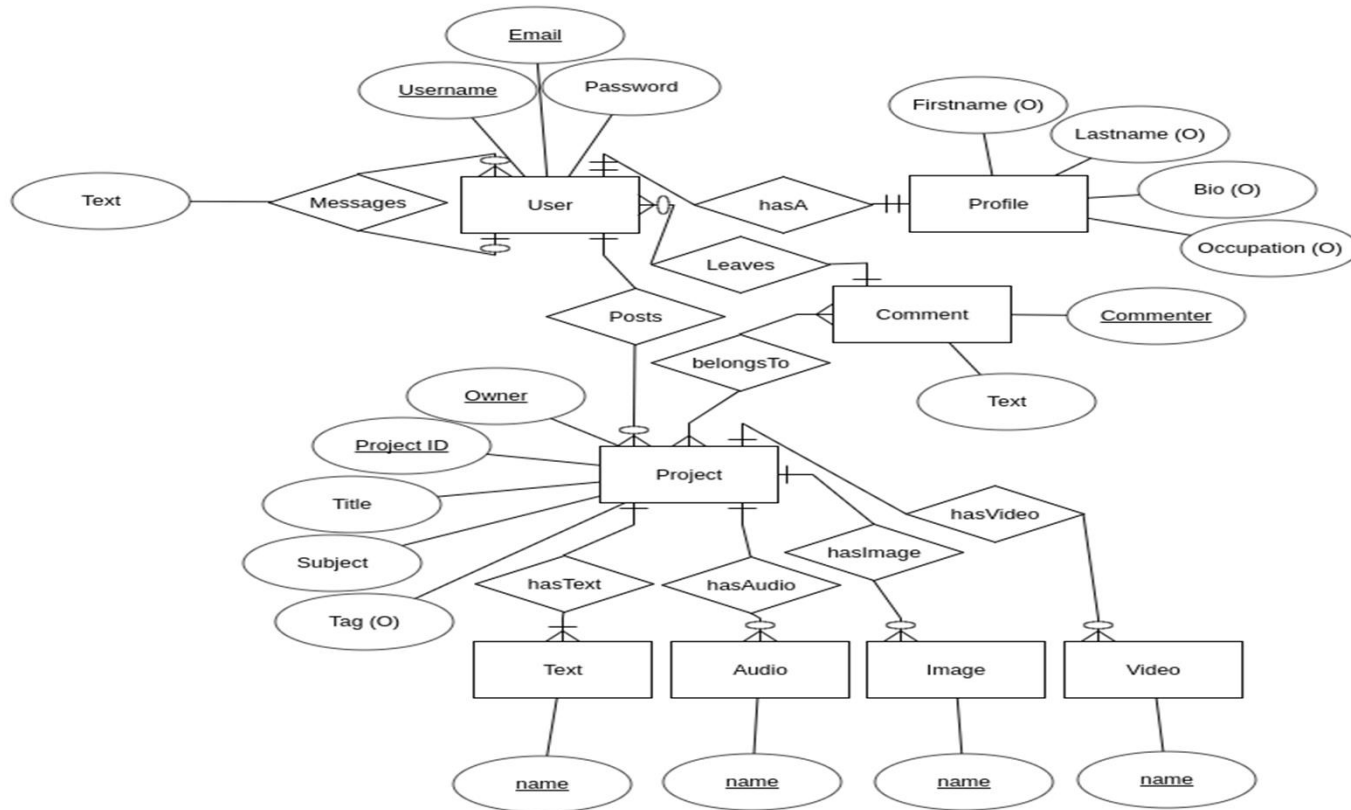 Email
Username
Password
Firstname (O)
Lastname (O)
Text
Messages
User
hasA
Profile
Bio (O)
Occupation (O)
Leaves
Posts
Comment
Commenter
belongsTo
Owner
Text
Project ID
Project
Title
hasVideo
Subject
hasText
hasAudio
hasImage
Tag (O)
Text
Audio
Image
Video
name
name
name
name